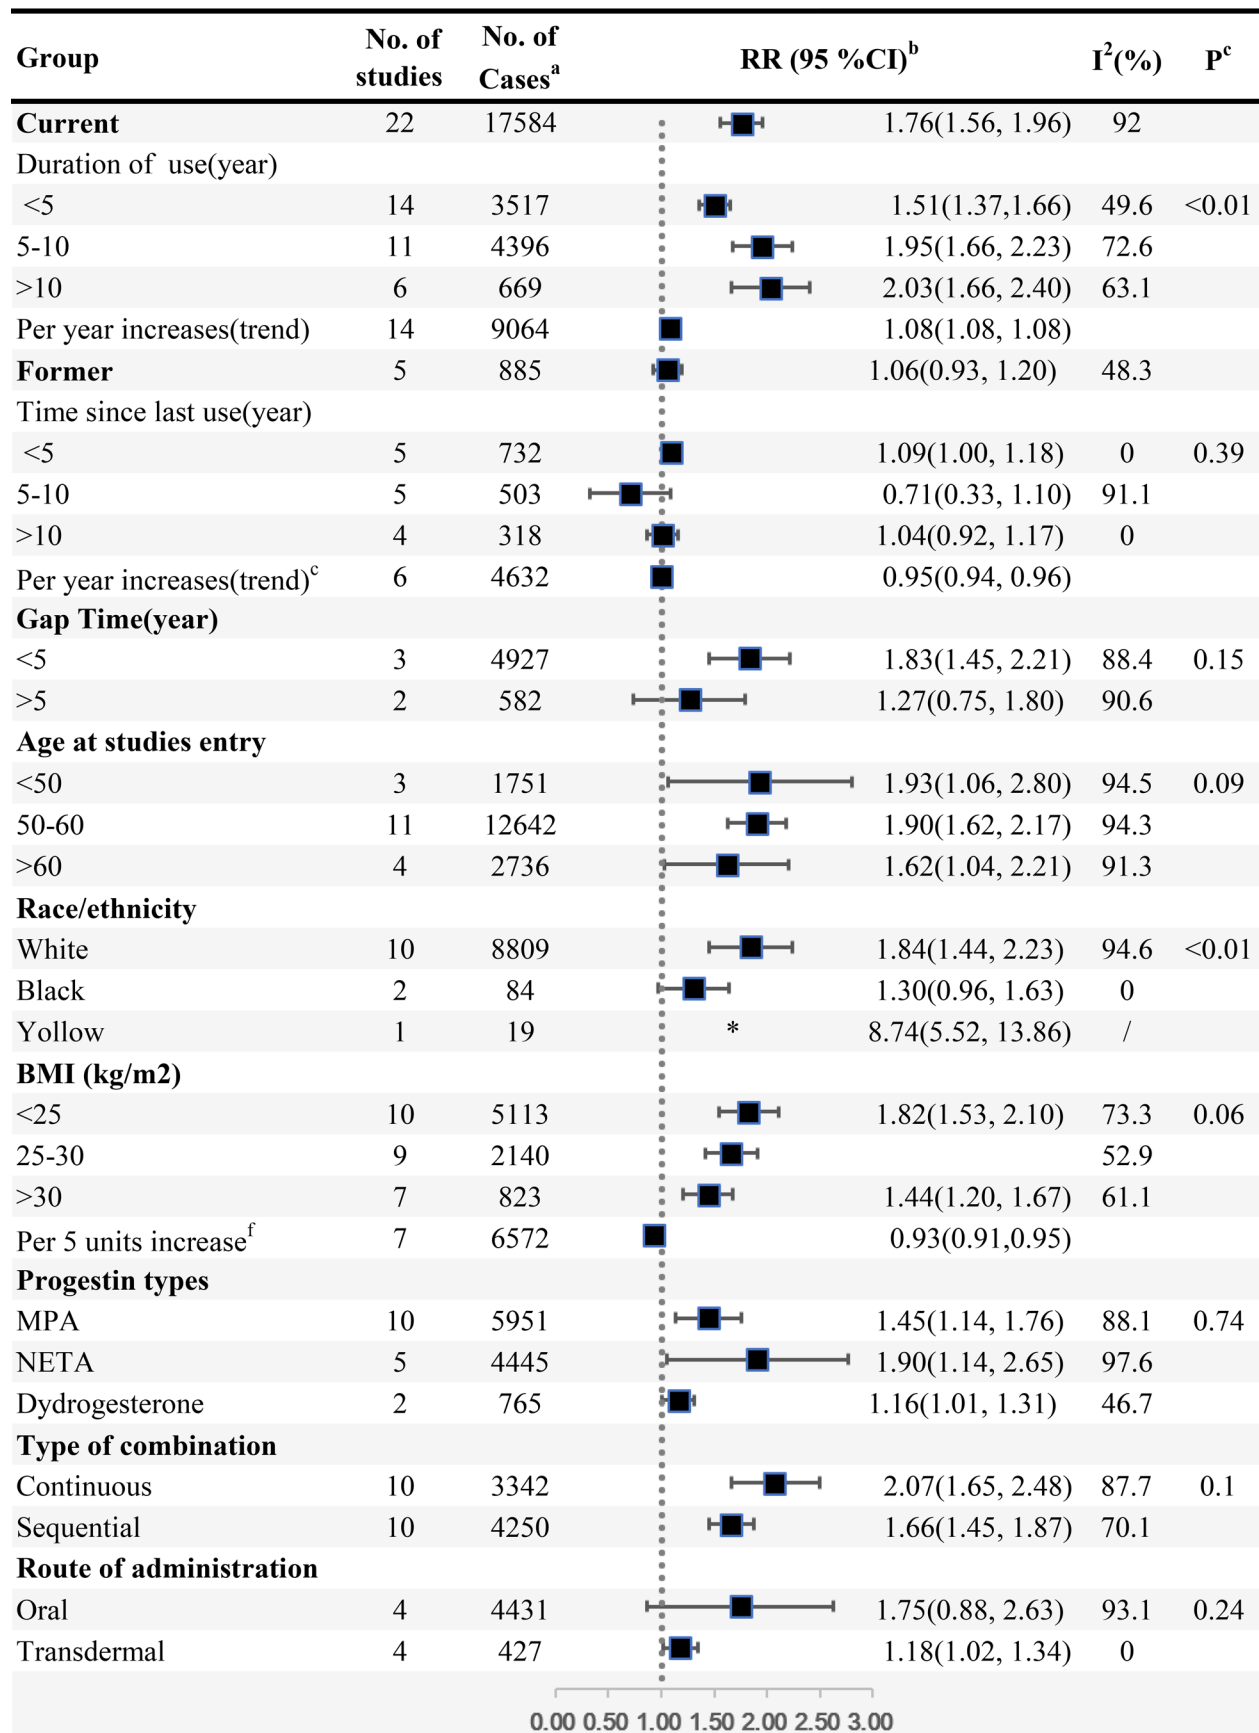 Group No. of studies No. of Cases^a RR (95 %CI)^b I²(%) P^c
Current 22 17584 1.76(1.56, 1.96) 92
Duration of use(year)
<5 14 3517 1.51(1.37,1.66) 49.6 <0.01
5-10 11 4396 1.95(1.66, 2.23) 72.6
>10 6 669 2.03(1.66, 2.40) 63.1
Per year increases(trend) 14 9064 1.08(1.08, 1.08)
Former 5 885 1.06(0.93, 1.20) 48.3
Time since last use(year)
<5 5 732 1.09(1.00, 1.18) 0 0.39
5-10 5 503 0.71(0.33, 1.10) 91.1
>10 4 318 1.04(0.92, 1.17) 0
Per year increases(trend)^c 6 4632 0.95(0.94, 0.96)
Gap Time(year)
<5 3 4927 1.83(1.45, 2.21) 88.4 0.15
>5 2 582 1.27(0.75, 1.80) 90.6
Age at studies entry
<50 3 1751 1.93(1.06, 2.80) 94.5 0.09
50-60 11 12642 1.90(1.62, 2.17) 94.3
>60 4 2736 1.62(1.04, 2.21) 91.3
Race/ethnicity
White 10 8809 1.84(1.44, 2.23) 94.6 <0.01
Black 2 84 1.30(0.96, 1.63) 0
Yollow 1 19 * 8.74(5.52, 13.86) /
BMI (kg/m2)
<25 10 5113 1.82(1.53, 2.10) 73.3 0.06
25-30 9 2140 52.9
>30 7 823 1.44(1.20, 1.67) 61.1
Per 5 units increase^f 7 6572 0.93(0.91,0.95)
Progestin types
MPA 10 5951 1.45(1.14, 1.76) 88.1 0.74
NETA 5 4445 1.90(1.14, 2.65) 97.6
Dydrogesterone 2 765 1.16(1.01, 1.31) 46.7
Type of combination
Continuous 10 3342 2.07(1.65, 2.48) 87.7 0.1
Sequential 10 4250 1.66(1.45, 1.87) 70.1
Route of administration
Oral 4 4431 1.75(0.88, 2.63) 93.1 0.24
Transdermal 4 427 1.18(1.02, 1.34) 0
0.00 0.50 1.00 1.50 2.00 2.50 3.00